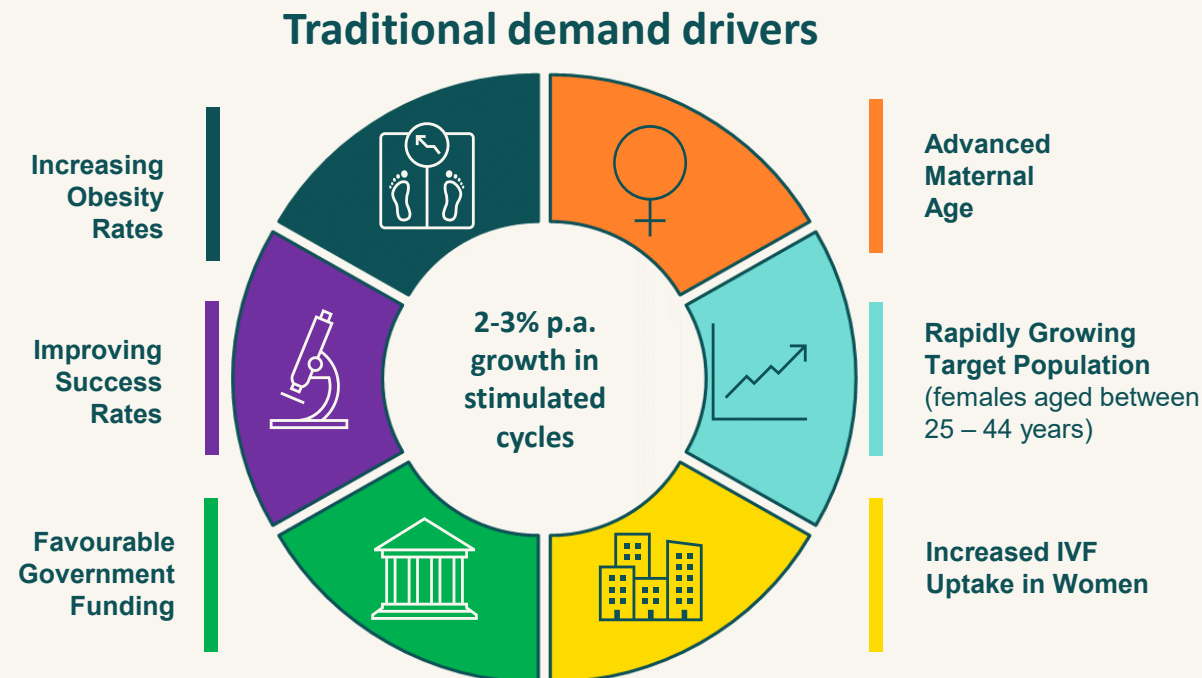 Traditional demand drivers
Increasing
Obesity
Rates
Advanced
Maternal
Age
Improving
Success
Rates
2-3% p.a.
growth in
stimulated
cycles
Rapidly Growing
Target Population
(females aged between
25 – 44 years)
Favourable
Government
Funding
Increased IVF
Uptake in Women